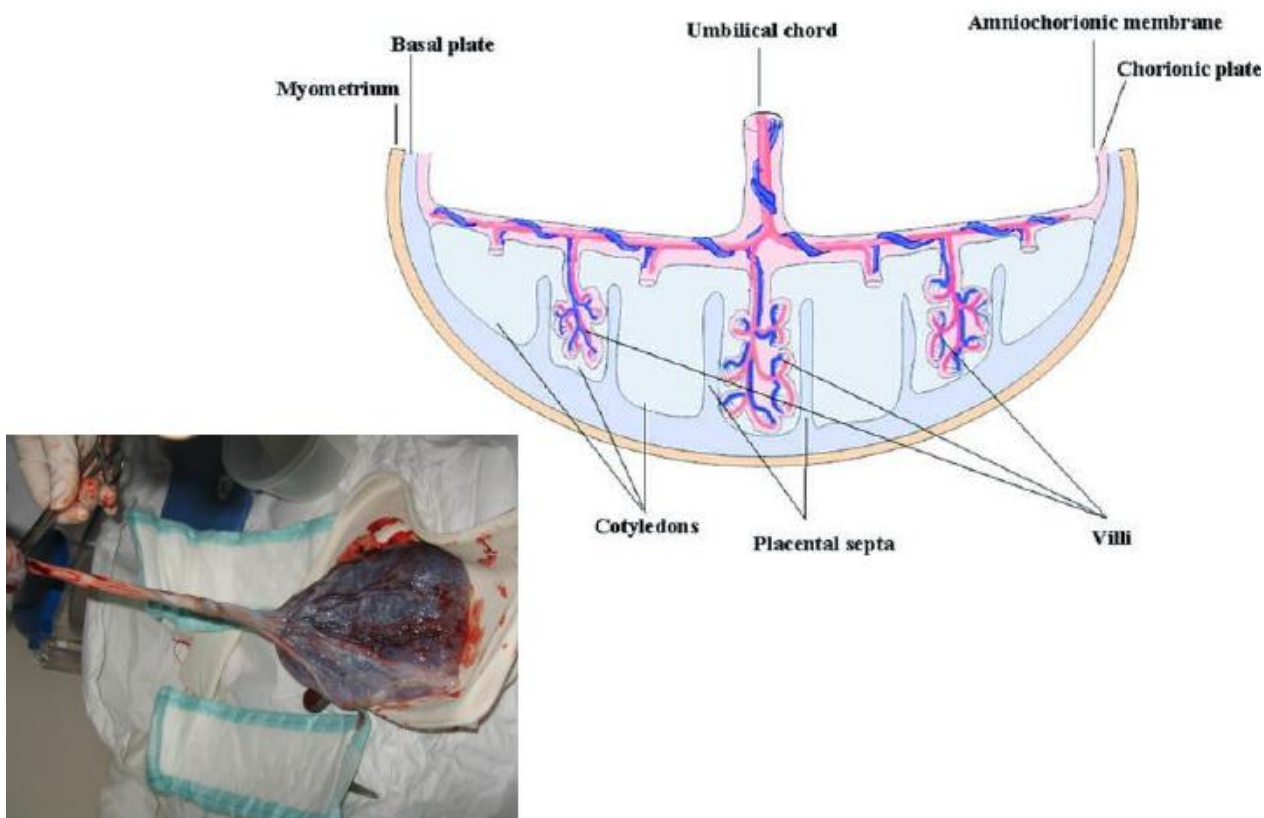 Umbilical chord
Amniochorionic membrane
Basal plate
Chorionic plate
Myometrium
Cotyledons
Placental septa
Villi